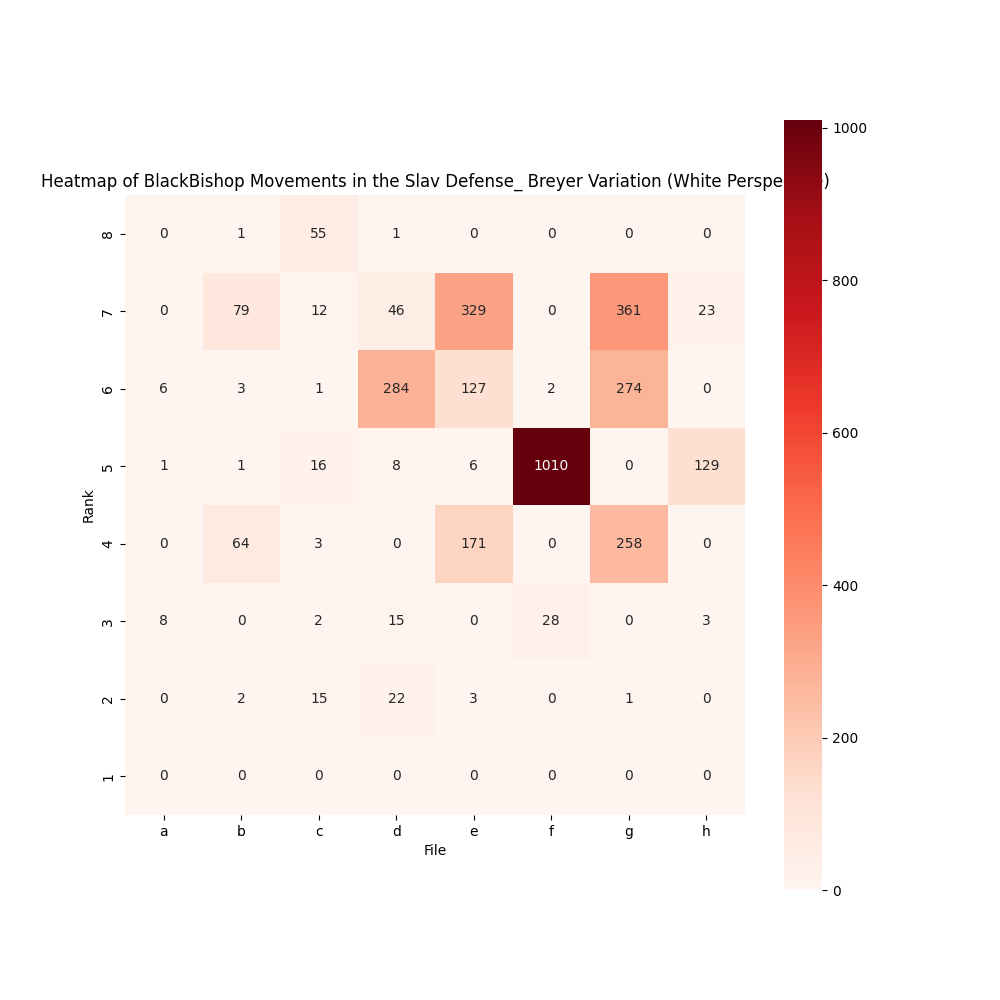 Heatmap of BlackBishop Movements in the Slav Defense_ Breyer Variation (White Perspe
1000
8 0 1 55 1 0 0 0 0
7 0 79 12 46 329 0 361 23
800
6 6 3 1 284 127 2 274 0
600
5 1 1 16 8 6 1010 0 129
Rank
4 0 64 3 0 171 0 258 0
400
3 8 0 2 15 0 28 0 3
2 0 2 15 22 3 0 1 0
200
1 0 0 0 0 0 0 0 0
a b c d e f g h
File
0